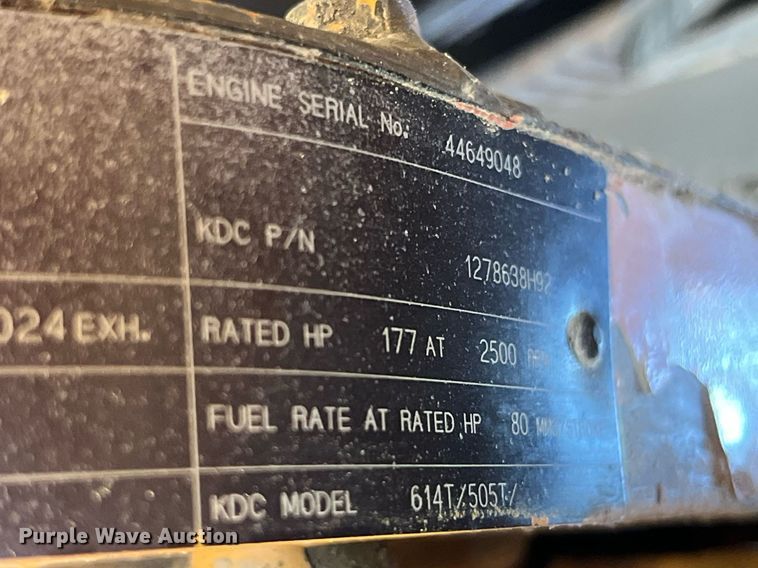 ENGINE SERIAL No. 44649048
KDC P/N 1278638H92
024 EXH.
RATED HP 177 AT 2500
FUEL RATE AT RATED HP 80
KDC MODEL 614T/505T/
Purple Wave Auction